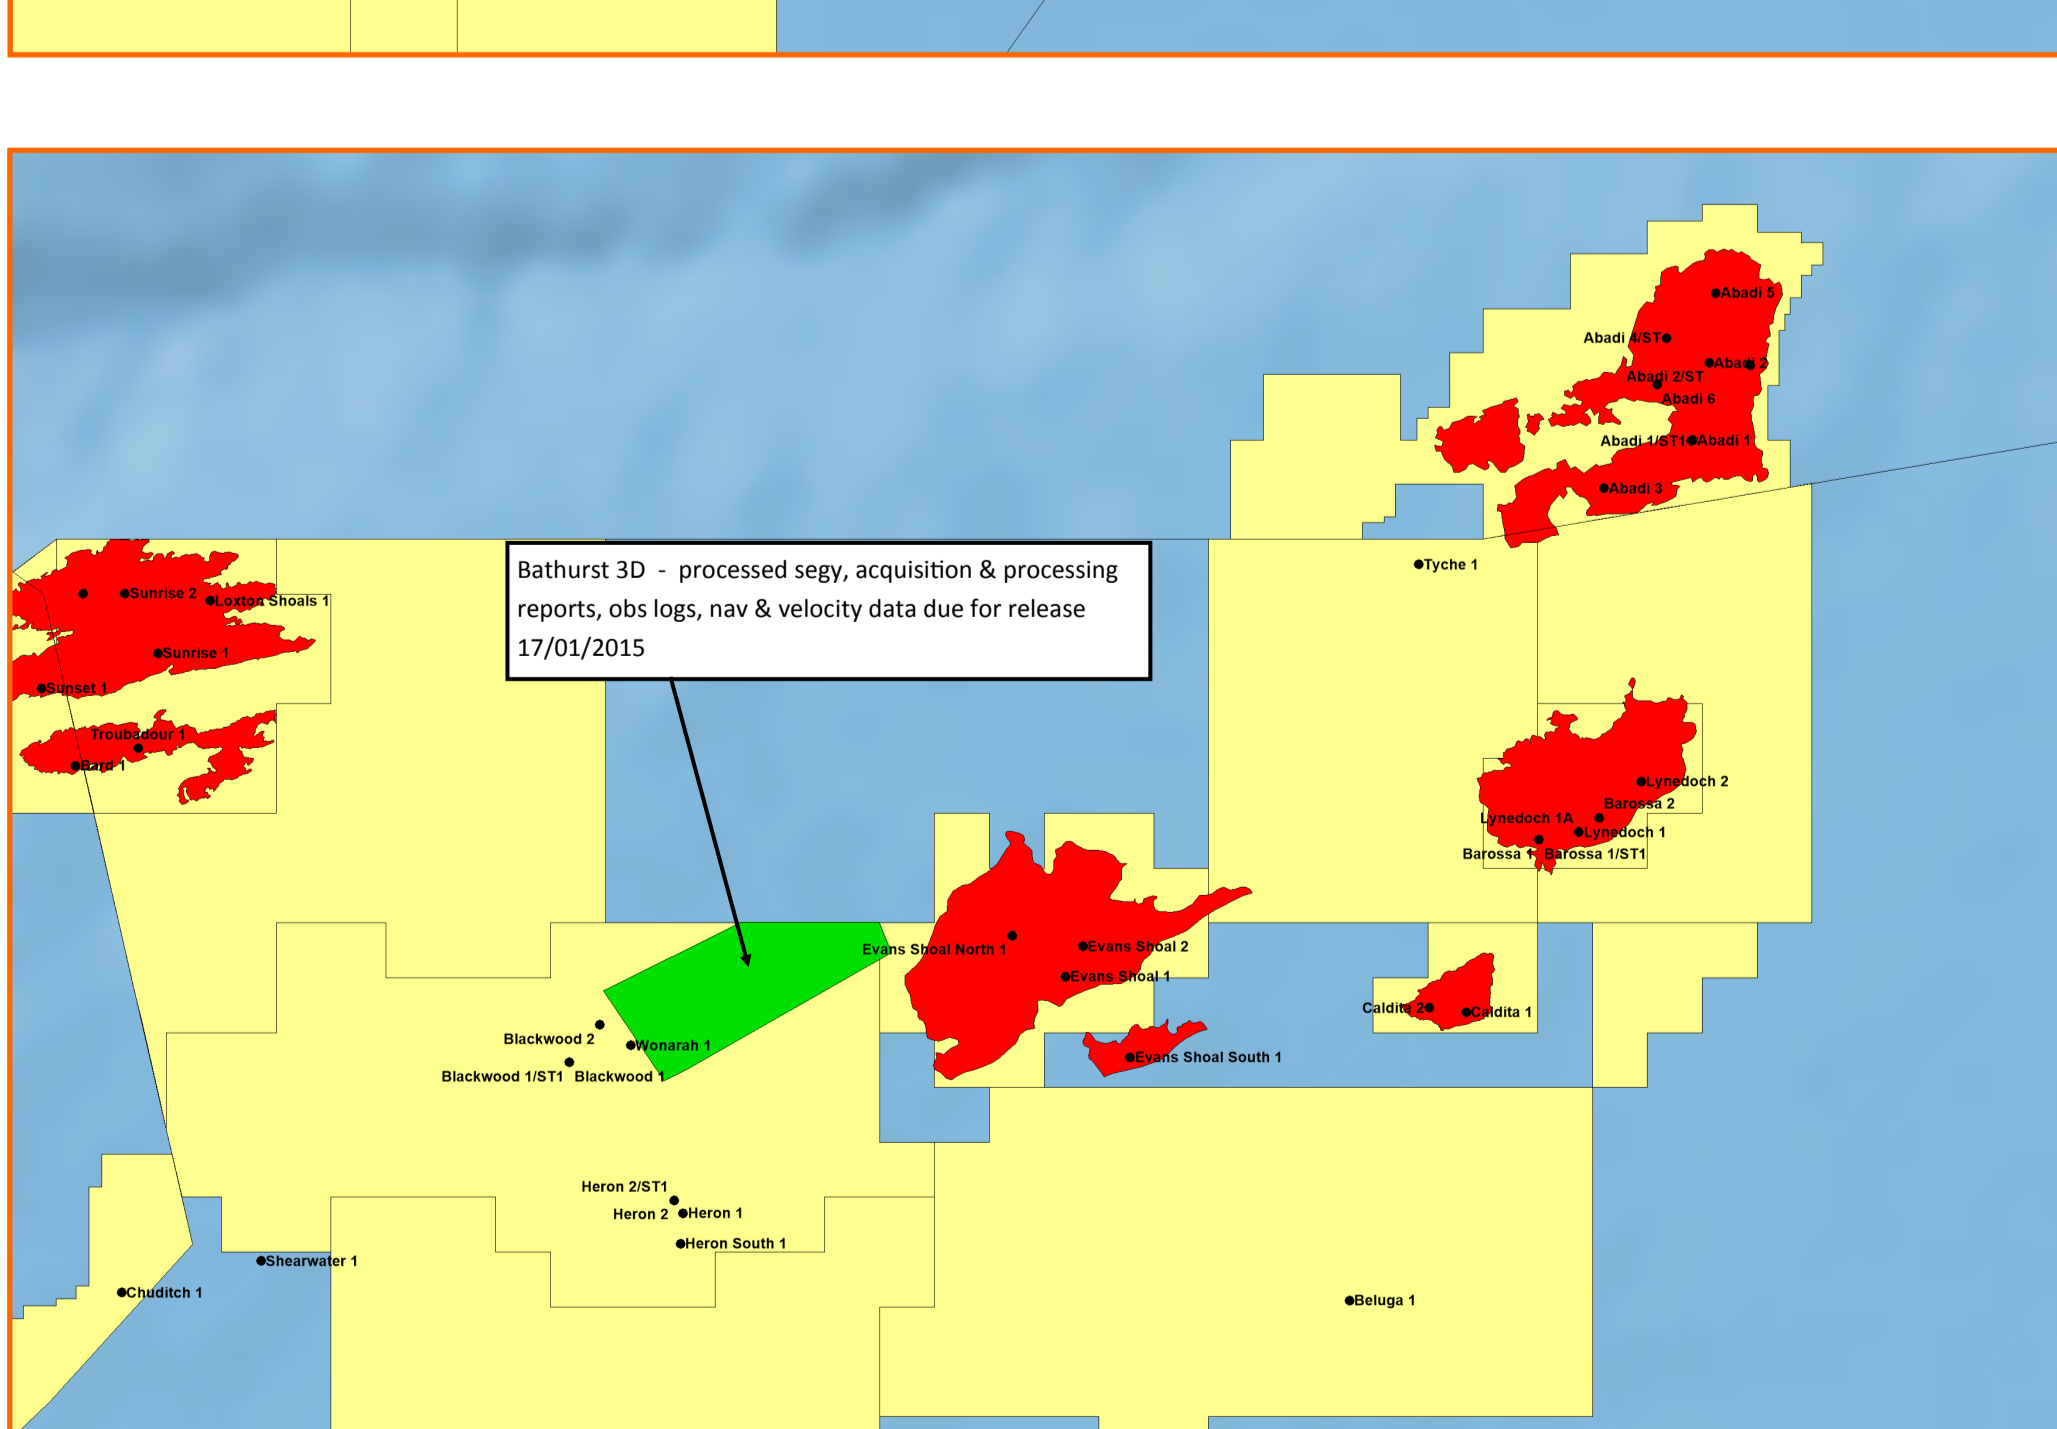 Abadi 5
Abadi 4/ST
Abadi 2
Abadi 2/ST
Abadi 6
Abadi 1/ST1 Abadi 1
Abadi 3
Tyche 1
Bathurst 3D - processed segy, acquisition & processing
reports, obs logs, nav & velocity data due for release
17/01/2015
Sunrise 2
Loxton Shoals 1
Sunrise 1
Sunset 1
Troubadour 1
Bard 1
Lynedoch 2
Barossa 2
Lynedoch 1A
Lynedoch 1
Barossa 1 Barossa 1/ST1
Evans Shoal North 1
Evans Shoal 2
Evans Shoal 1
Caldita 2
Caldita 1
Blackwood 2
Wonarah 1
Evans Shoal South 1
Blackwood 1/ST1 Blackwood 1
Heron 2/ST1
Heron 2
Heron 1
Heron South 1
Shearwater 1
Chuditch 1
Beluga 1